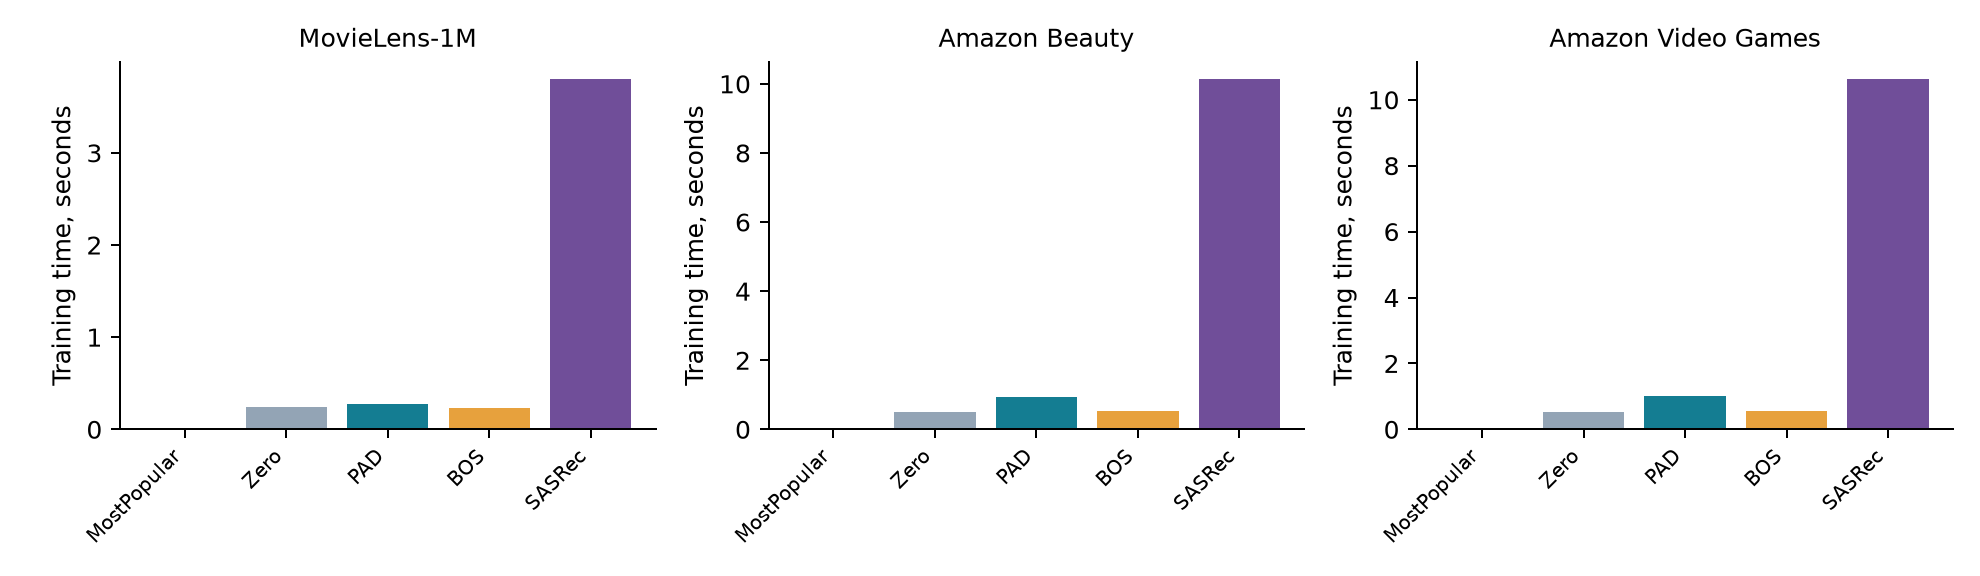 MovieLens-1M
Training time, seconds
3
2
1
0
MostPopular
Zero
PAD
BOS
SASRec
Amazon Beauty
Training time, seconds
10
8
6
4
2
0
MostPopular
Zero
PAD
BOS
SASRec
Amazon Video Games
Training time, seconds
10
8
6
4
2
0
MostPopular
Zero
PAD
BOS
SASRec